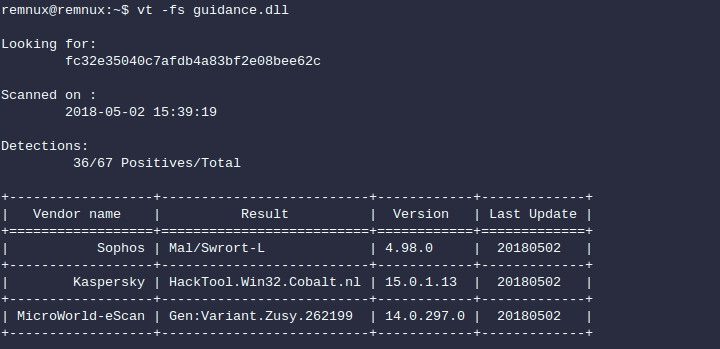 remnux@remnux:~$ vt -fs guidance.dll
Looking for:
fc32e35040c7afdb4a83bf2e08bee62c
Scanned on :
2018-05-02 15:39:19
Detections:
36/67 Positives/Total
+------------------+--------------------------+------------+-------------+
|   Vendor name    |          Result          |  Version   | Last Update |
+==================+==========================+============+=============+
|           Sophos | Mal/Swrort-L             | 4.98.0     |  20180502   |
+------------------+--------------------------+------------+-------------+
|        Kaspersky | HackTool.Win32.Cobalt.nl | 15.0.1.13  |  20180502   |
+------------------+--------------------------+------------+-------------+
| MicroWorld-eScan | Gen:Variant.Zusy.262199  | 14.0.297.0 |  20180502   |
+------------------+--------------------------+------------+-------------+